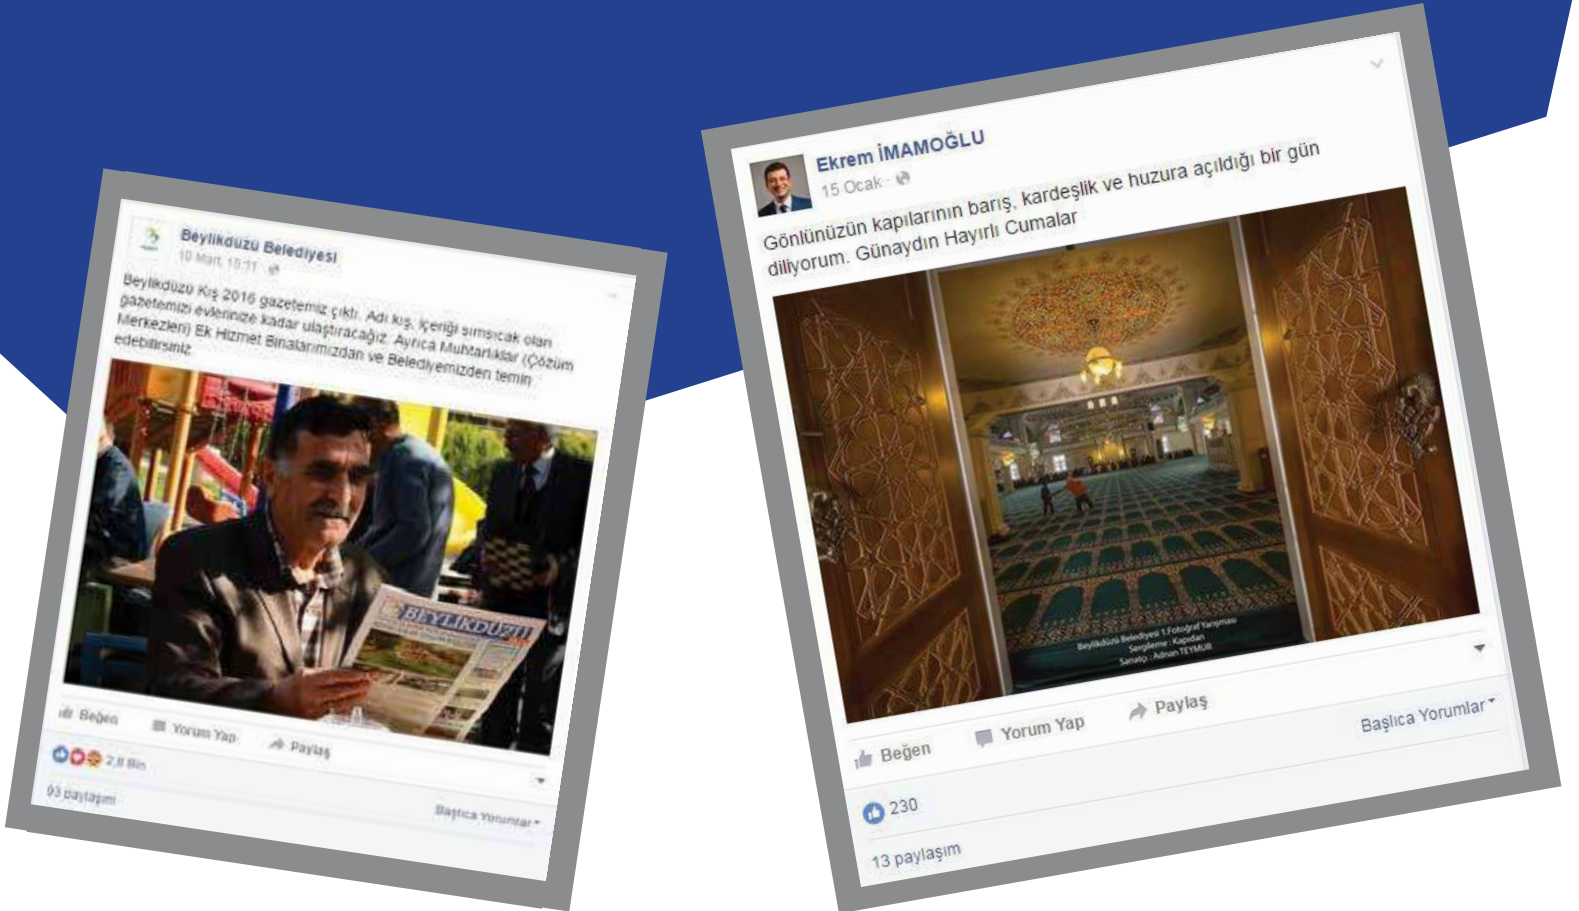 Beylikdüzü Belediyesi
10 Mart, 15:11
Beylikdüzü Kış 2016 gazetemiz çıktı. Adı kış, içeriği sımsıcak olan
gazetemizi evlerinize kadar ulaştıracağız. Ayrıca Muhtarlıklar (Çözüm
Merkezleri) Ek Hizmet Binalarımızdan ve Belediyemizden temin
edebilirsiniz
BEYLİKDÜZÜ
Beğen Yorum Yap Paylaş
2,8 Bin
93 paylaşım
Başlıca Yorumlar
Ekrem İMAMOĞLU
15 Ocak ·
Gönlünüzün kapılarının barış, kardeşlik ve huzura açıldığı bir gün
diliyorum. Günaydın Hayırlı Cumalar
Beylikdüzü Belediyesi 1.Fotoğraf Yarışması
Sergileme : Kapıdan
Sanatçı : Adnan TEYMUR
Beğen Yorum Yap Paylaş
Başlıca Yorumlar
230
13 paylaşım